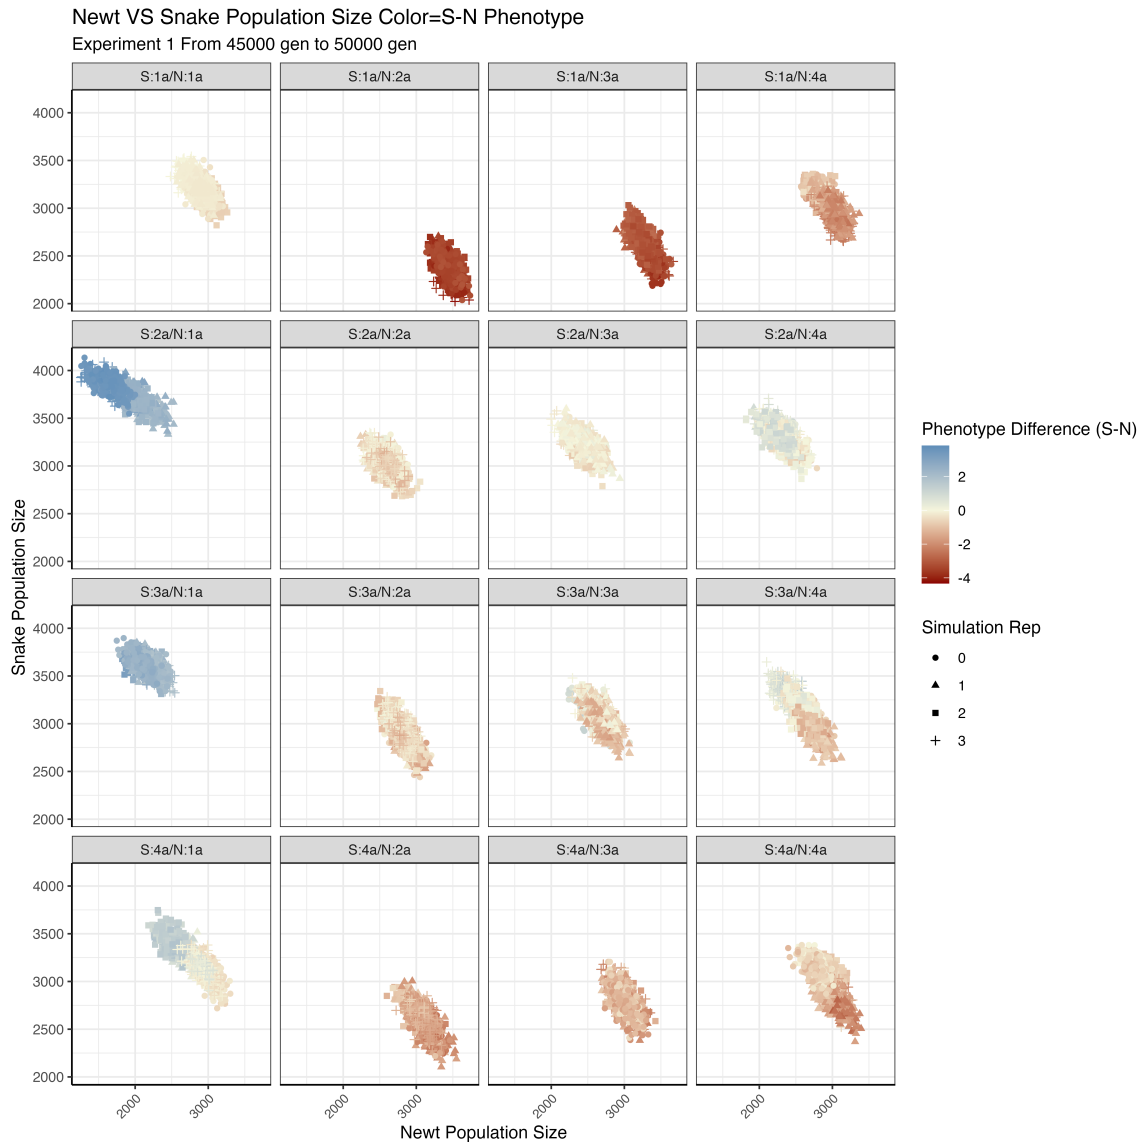 Newt VS Snake Population Size Color=S-N Phenotype
Experiment 1 From 45000 gen to 50000 gen
S:1a/N:1a
S:1a/N:2a
S:1a/N:3a
S:1a/N:4a
4000
3500
3000
2500
2000
S:2a/N:1a
S:2a/N:2a
S:2a/N:3a
S:2a/N:4a
4000
3500
3000
2500
2000
S:3a/N:1a
S:3a/N:2a
S:3a/N:3a
S:3a/N:4a
4000
3500
3000
2500
2000
S:4a/N:1a
S:4a/N:2a
S:4a/N:3a
S:4a/N:4a
4000
3500
3000
2500
2000
2000
3000
2000
3000
2000
3000
2000
3000
Newt Population Size
Snake Population Size
Phenotype Difference (S-N)
2
0
-2
-4
Simulation Rep
0
1
2
3